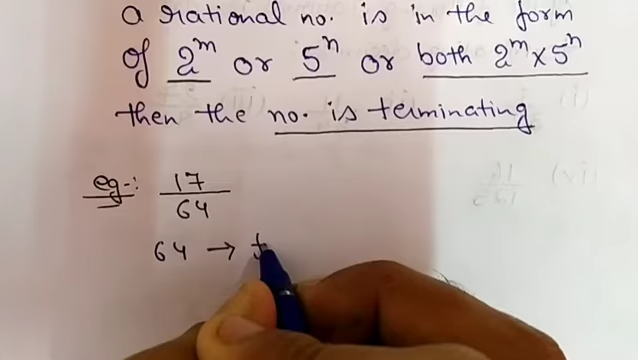 a rational no. is in the form
of 2^m or 5^n or both 2^m x 5^n
then the no. is terminating
eg-: 17/64
64 →